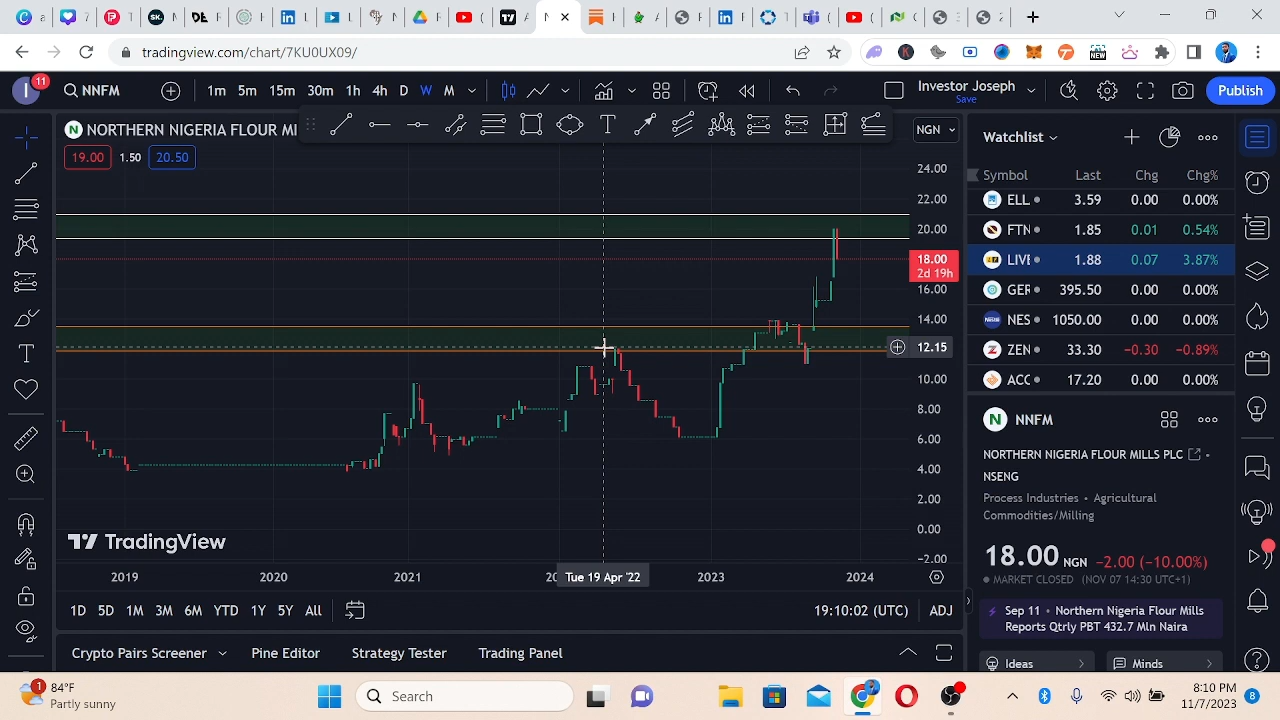 tradingview.com/chart/7KU0UX09/
11
NNFM
1m 5m 15m 30m 1h 4h D W M
Investor Joseph
Save
Publish
NORTHERN NIGERIA FLOUR MI
NGN
Watchlist
19.00 1.50 20.50
Symbol Last Chg Chg%
ELL 3.59 0.00 0.00%
FTN 1.85 0.01 0.54%
LIVE 1.88 0.07 3.87%
GER 395.50 0.00 0.00%
NES 1050.00 0.00 0.00%
ZEN 33.30 −0.30 −0.89%
ACC 17.20 0.00 0.00%
24.00
22.00
20.00
18.00
2d 19h
16.00
14.00
12.15
10.00
8.00
6.00
4.00
2.00
0.00
−2.00
NNFM
NORTHERN NIGERIA FLOUR MILLS PLC
NSENG
Process Industries • Agricultural
Commodities/Milling
18.00 NGN −2.00 (−10.00%)
MARKET CLOSED (NOV 07 14:30 UTC+1)
Sep 11 • Northern Nigeria Flour Mills
Reports Qtrly PBT 432.7 Mln Naira
Ideas
Minds
TradingView
2019 2020 2021 Tue 19 Apr '22 2023 2024
1D 5D 1M 3M 6M YTD 1Y 5Y All
19:10:02 (UTC) ADJ
Crypto Pairs Screener Pine Editor Strategy Tester Trading Panel
1
84°F
Partly sunny
Search
8:10 PM
11/7/2023
8